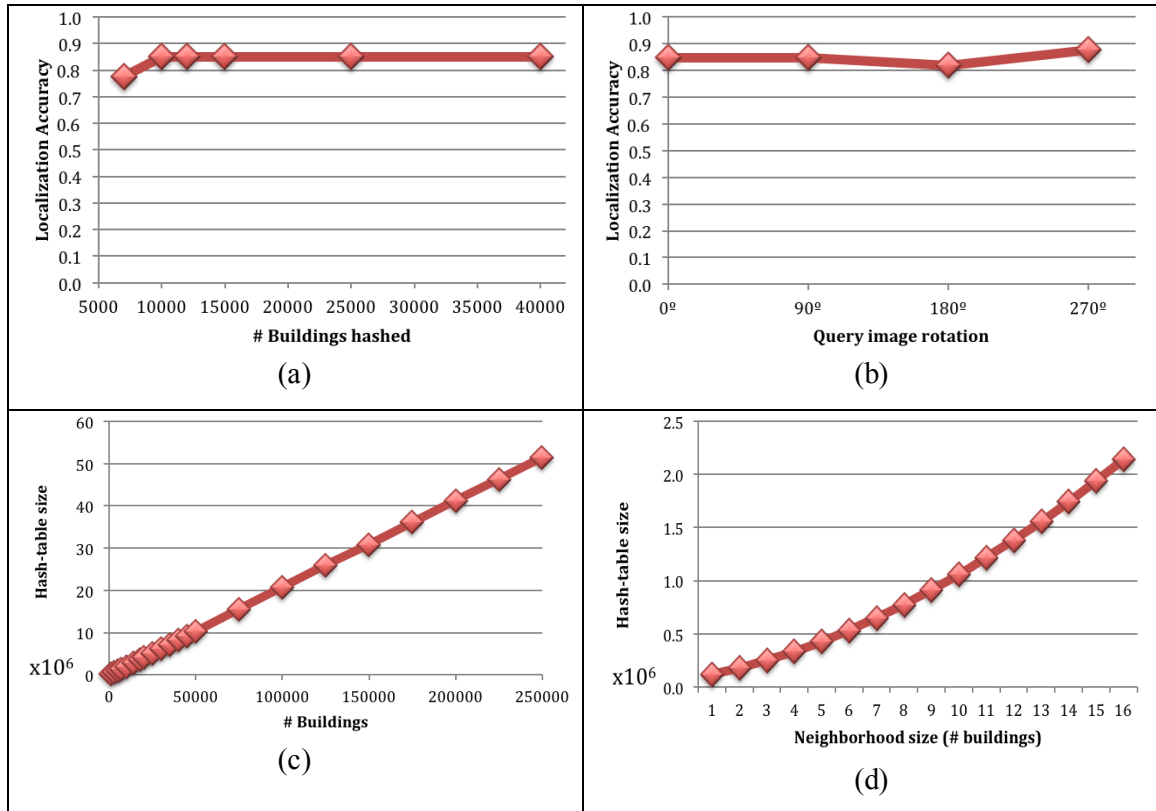 1.0
0.9
0.8
0.7
0.6
0.5
0.4
0.3
0.2
0.1
0.0
Localization Accuracy
5000 10000 15000 20000 25000 30000 35000 40000
# Buildings hashed
(a)
1.0
0.9
0.8
0.7
0.6
0.5
0.4
0.3
0.2
0.1
0.0
Localization Accuracy
0º 90º 180º 270º
Query image rotation
(b)
60
50
40
30
20
10
0
Hash-table size
x10⁶
0 50000 100000 150000 200000 250000
# Buildings
(c)
2.5
2.0
1.5
1.0
0.5
0.0
Hash-table size
x10⁶
1 2 3 4 5 6 7 8 9 10 11 12 13 14 15 16
Neighborhood size (# buildings)
(d)